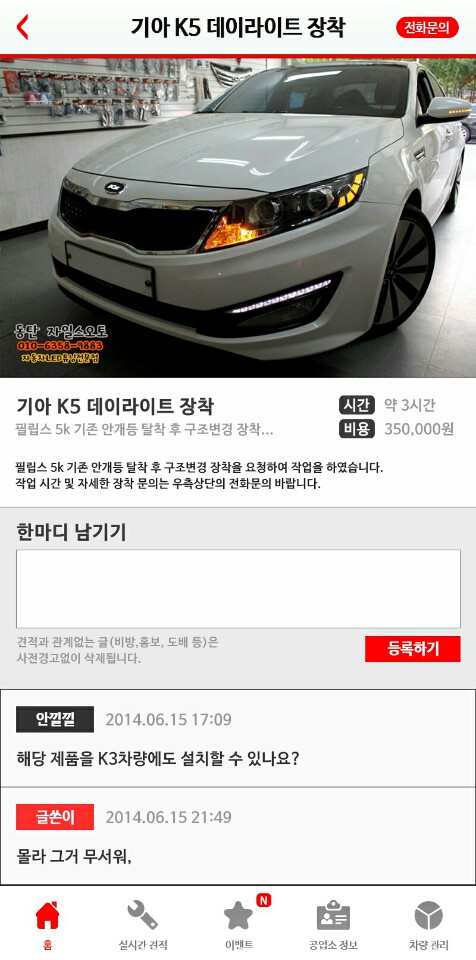 기아 K5 데이라이트 장착
전화문의
동탄 자일스오토
010-6358-9883
자동차LED튜닝전문점
기아 K5 데이라이트 장착
시간 약 3시간
필립스 5k 기존 안개등 탈착 후 구조변경 장착...
비용 350,000원
필립스 5k 기존 안개등 탈착 후 구조변경 장착을 요청하여 작업을 하였습니다.
작업 시간 및 자세한 장착 문의는 우측상단의 전화문의 바랍니다.
한마디 남기기
견적과 관계없는 글(비방,홍보, 도배 등)은
사전경고없이 삭제됩니다.
등록하기
안낄낄 2014.06.15 17:09
해당 제품을 K3차량에도 설치할 수 있나요?
글쓴이 2014.06.15 21:49
몰라 그거 무서워,
N
홈 실시간 견적 이벤트 공업소 정보 차량 관리